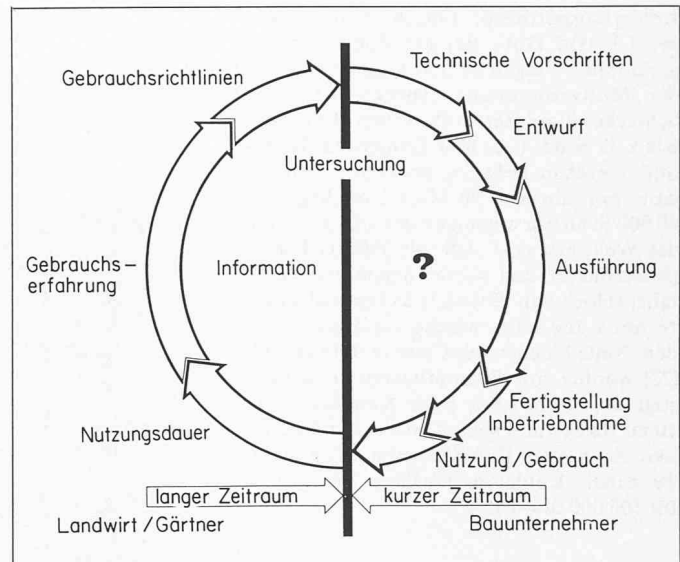 Gebrauchsrichtlinien
Technische Vorschriften
Entwurf
Untersuchung
Gebrauchs-
erfahrung
Information
?
Ausführung
Fertigstellung
Inbetriebnahme
Nutzungsdauer
Nutzung/Gebrauch
langer Zeitraum
kurzer Zeitraum
Landwirt/Gärtner
Bauunternehmer